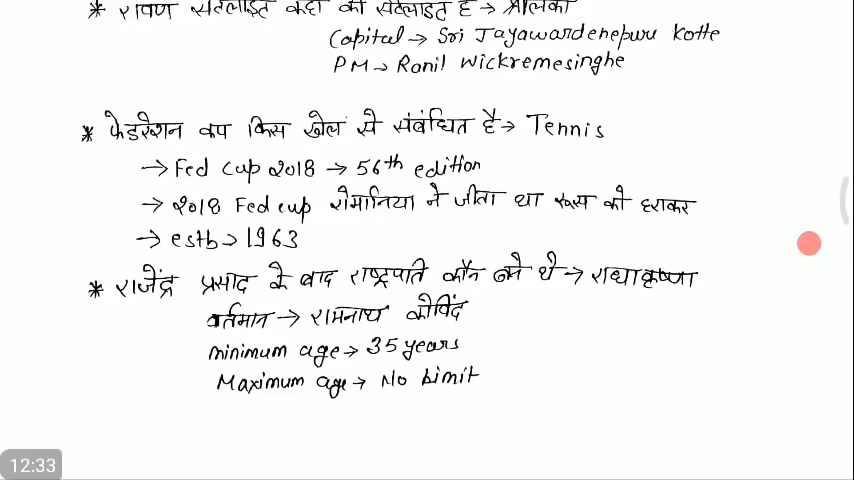 * रावण सैटेलाइट कहाँ की सैटेलाइट है → श्रीलंका
Capital → Sri Jayawardenepuru Kotte
PM → Ranil Wickremesinghe
* फेडरेशन कप किस खेल से संबंधित है → Tennis
→ Fed Cup 2018 → 56th edition
→ 2018 Fed cup रोमानिया ने जीता था रूस को हराकर
→ estb → 1963
* राजेंद्र प्रसाद के बाद राष्ट्रपति कौन बने थे → राधाकृष्णा
वर्तमान → रामनाथ कोविंद
minimum age → 35 years
Maximum age → No Limit
12:33